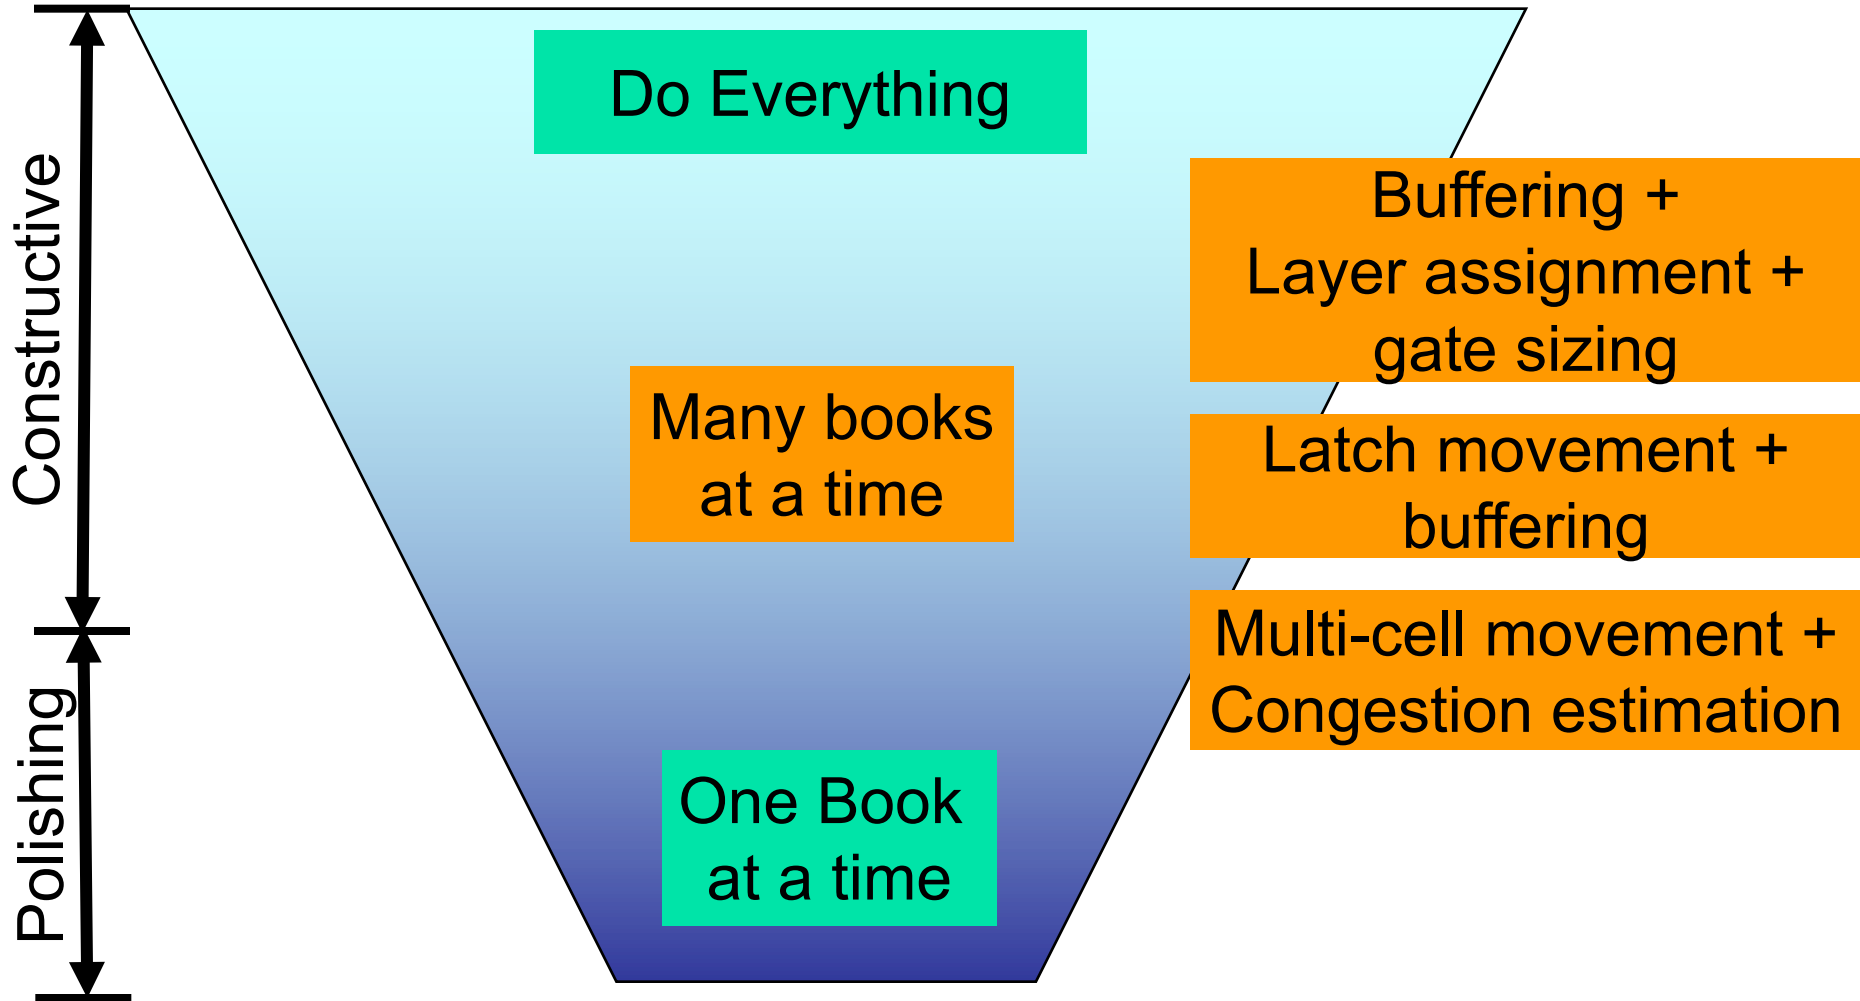 Constructive
Polishing
Do Everything
Many books
at a time
One Book
at a time
Buffering +
Layer assignment +
gate sizing
Latch movement +
buffering
Multi-cell movement +
Congestion estimation